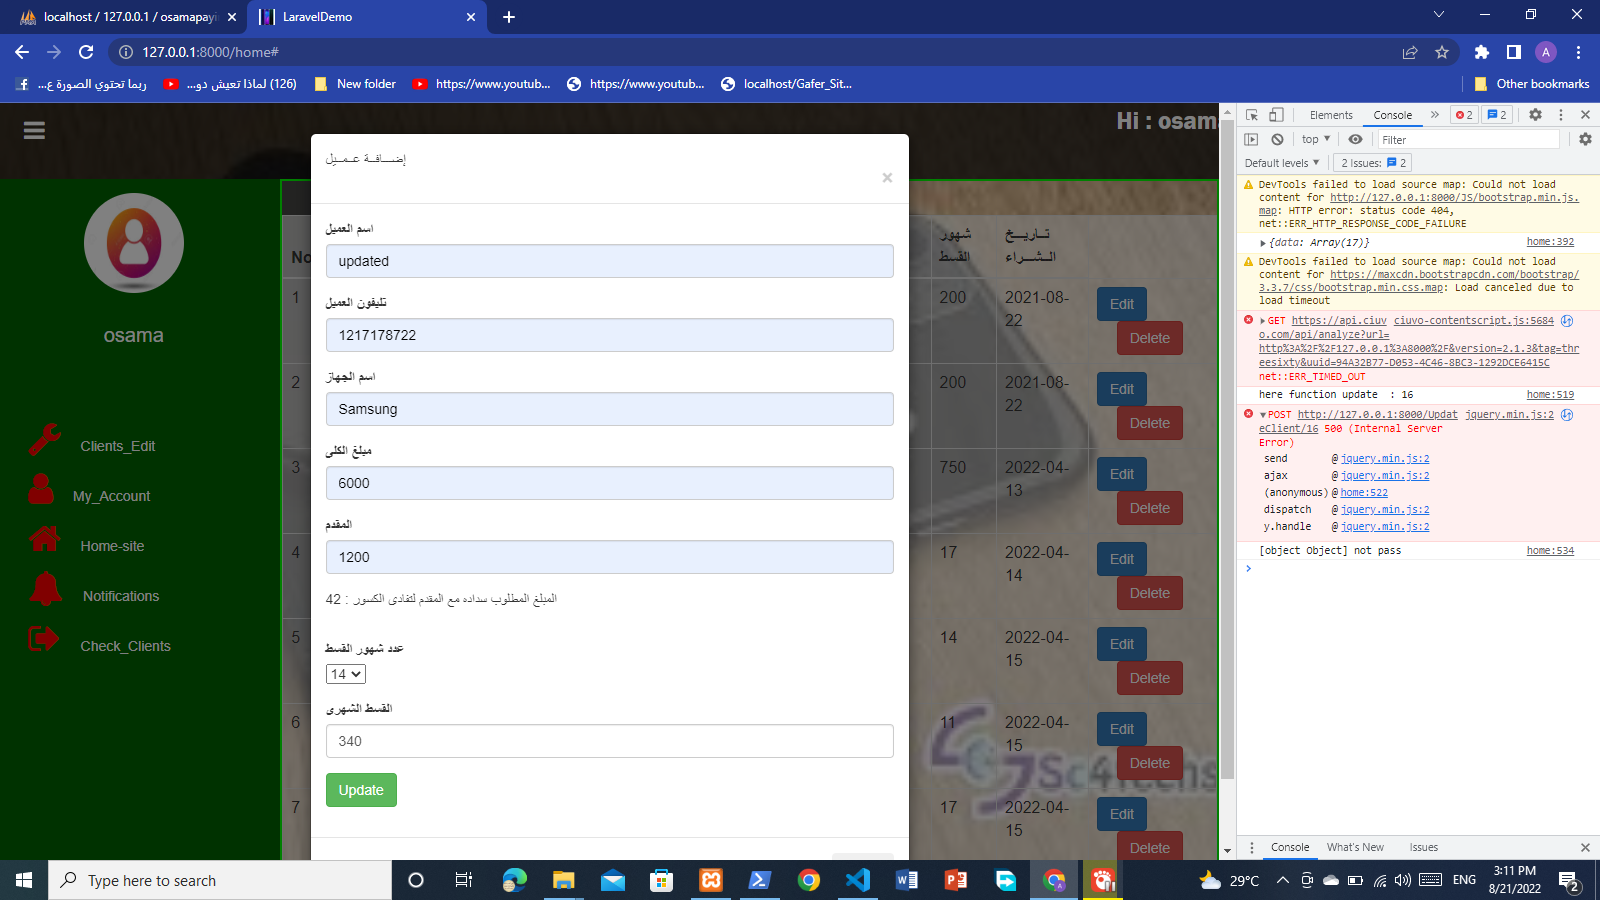 localhost / 127.0.0.1 / osamapayi
LaravelDemo
127.0.0.1:8000/home#
A
ربما تحتوي الصورة ع...
(126) لماذا تعيش دو...
New folder
https://www.youtub...
https://www.youtub...
localhost/Gafer_Sit...
Other bookmarks
Hi : osama
osama
Clients_Edit
My_Account
Home-site
Notifications
Check_Clients
إضـــافــة عــمــيل
×
اسم العميل
updated
تليفون العميل
1217178722
اسم الجهاز
Samsung
مبلغ الكلى
6000
المقدم
1200
المبلغ المطلوب سداده مع المقدم لتفادى الكسور : 42
عدد شهور القسط
14
القسط الشهرى
340
Update
No
شهور القسط
تــاريــــخ الـــشـــراء
1 200 2021-08-22 Edit Delete
2 200 2021-08-22 Edit Delete
3 750 2022-04-13 Edit Delete
4 17 2022-04-14 Edit Delete
5 14 2022-04-15 Edit Delete
6 11 2022-04-15 Edit Delete
7 17 2022-04-15 Edit Delete
Elements Console » 2 2
top Filter
Default levels 2 Issues: 2
DevTools failed to load source map: Could not load
content for http://127.0.0.1:8000/JS/bootstrap.min.js.
map: HTTP error: status code 404,
net::ERR_HTTP_RESPONSE_CODE_FAILURE
{data: Array(17)} home:392
DevTools failed to load source map: Could not load
content for https://maxcdn.bootstrapcdn.com/bootstrap/
3.3.7/css/bootstrap.min.css.map: Load canceled due to
load timeout
GET https://api.ciuv ciuvo-contentscript.js:5684
o.com/api/analyze?url=
http%3A%2F%2F127.0.0.1%3A8000%2F&version=2.1.3&tag=thr
eesixty&uuid=94A32B77-D053-4C46-8BC3-1292DCE6415C
net::ERR_TIMED_OUT
here function update : 16 home:519
POST http://127.0.0.1:8000/Updat jquery.min.js:2
eClient/16 500 (Internal Server
Error)
send @ jquery.min.js:2
ajax @ jquery.min.js:2
(anonymous) @ home:522
dispatch @ jquery.min.js:2
y.handle @ jquery.min.js:2
[object Object] not pass home:534
Console What's New Issues
Type here to search
29°C
ENG
3:11 PM
8/21/2022
2